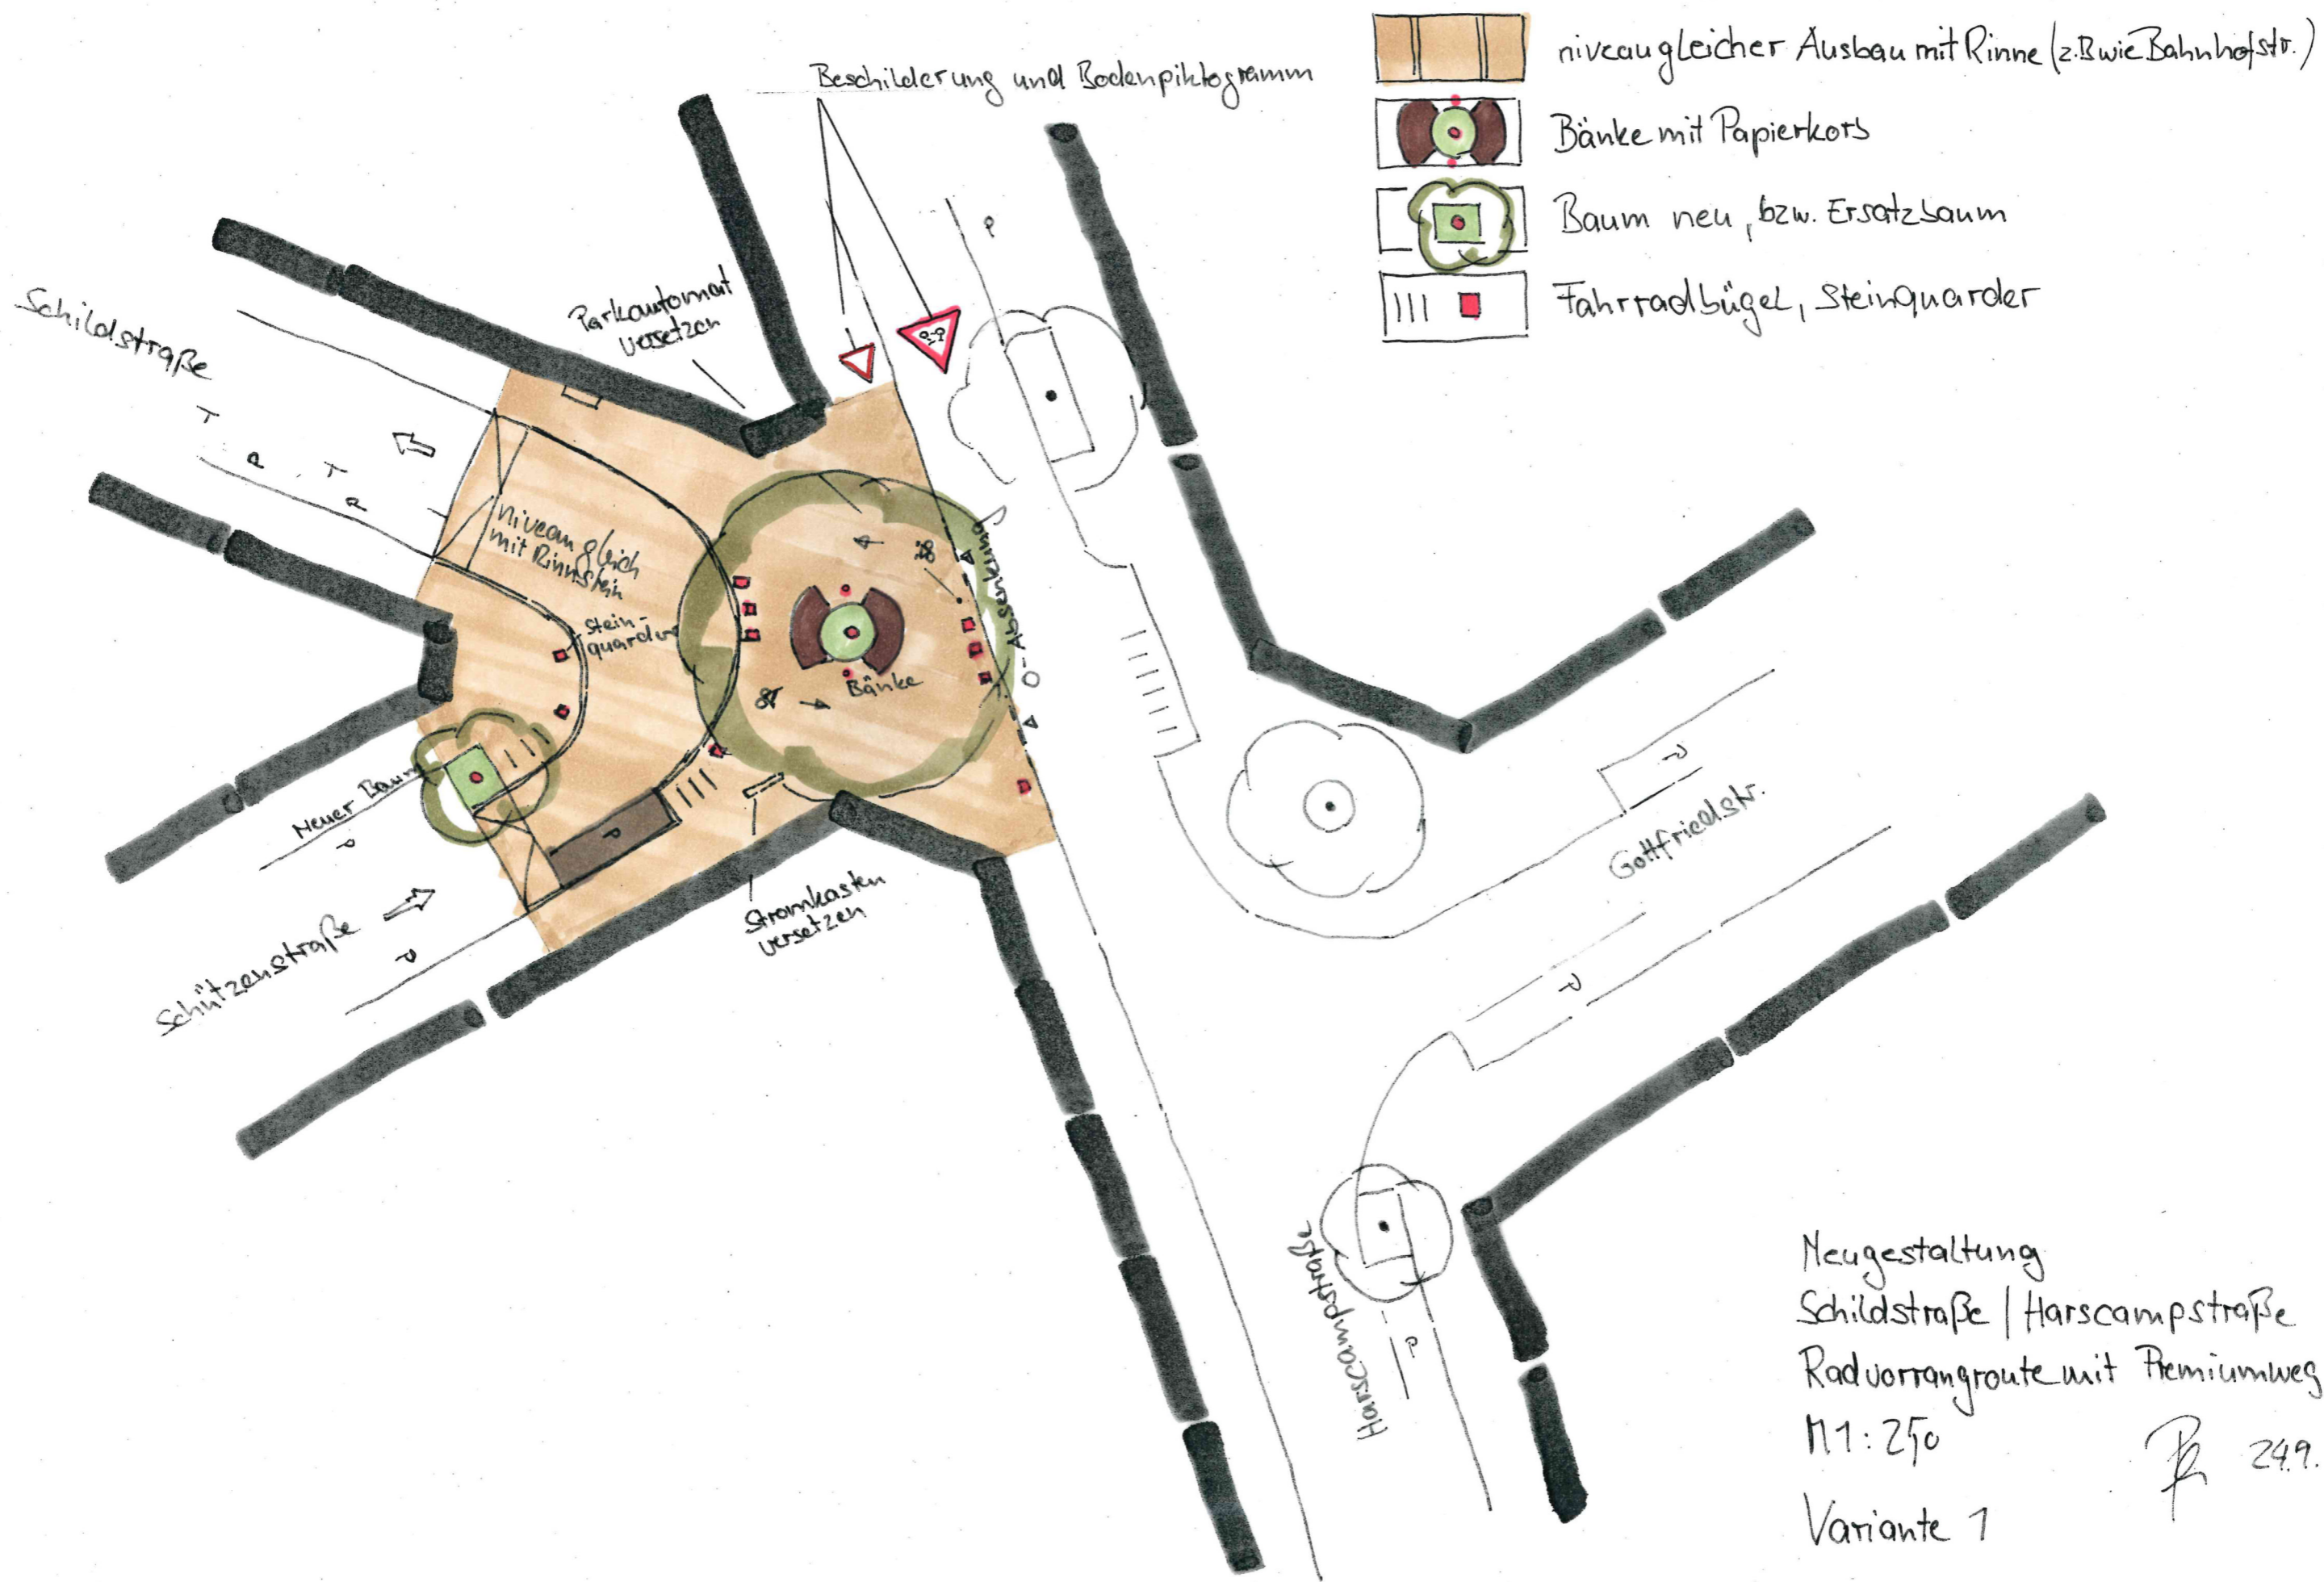 niveaugleicher Ausbau mit Rinne (z.B wie Bahnhofstr.)
Bänke mit Papierkorb
Baum neu, bzw. Ersatzbaum
Fahrradbügel, Steinquarder
Beschilderung und Bodenpiktogramm
P
Schildstraße
Parkautomat
versetzen
T
P
T
P
niveaugleich
mit Rinnstein
Stein-
quarder
Absenkung
Bänke
Neuer Baum
P
P
Schützenstraße
P
Stromkasten
versetzen
P
Gottfriedstr.
P
Harscampstraße
P
Neugestaltung
Schildstraße / Harscampstraße
Radvorrangroute mit Premiumweg
M 1:250
24.9.
Variante 1